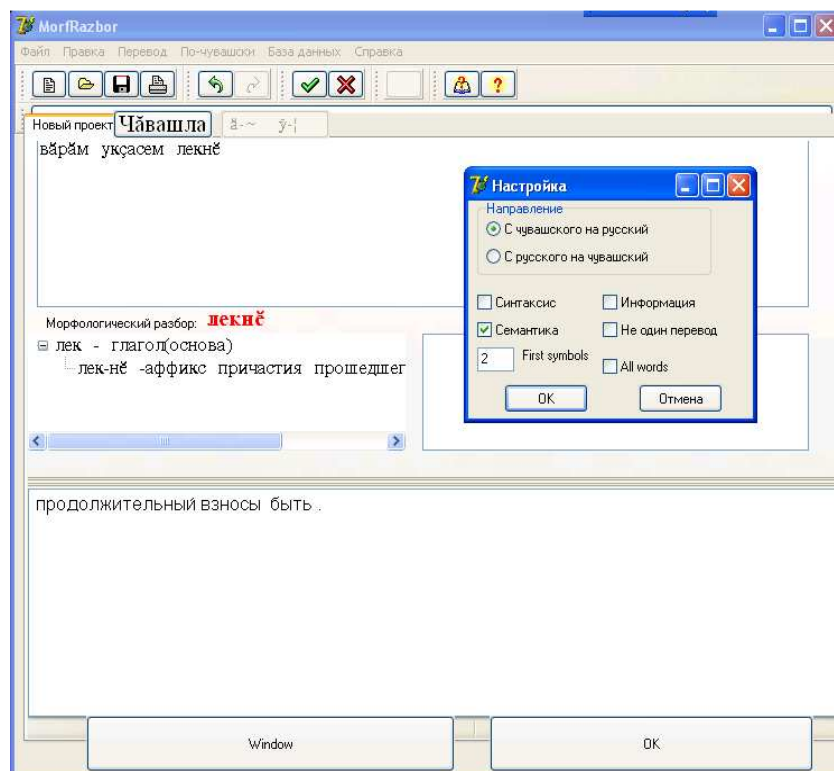 MorfRazbor
Файл Правка Перевод По-чувашски База данных Справка
Новый проект Чăвашла ă-~ ў-¦
вăрăм укçасем лекнĕ
Настройка
Направление
С чувашского на русский
С русского на чувашский
Синтаксис Информация
Семантика Не один перевод
2 First symbols All words
OK Отмена
Морфологический разбор: лекнĕ
лек - глагол(основа)
лек-нĕ -аффикс причастия прошедшег
продолжительный взносы быть .
Window OK